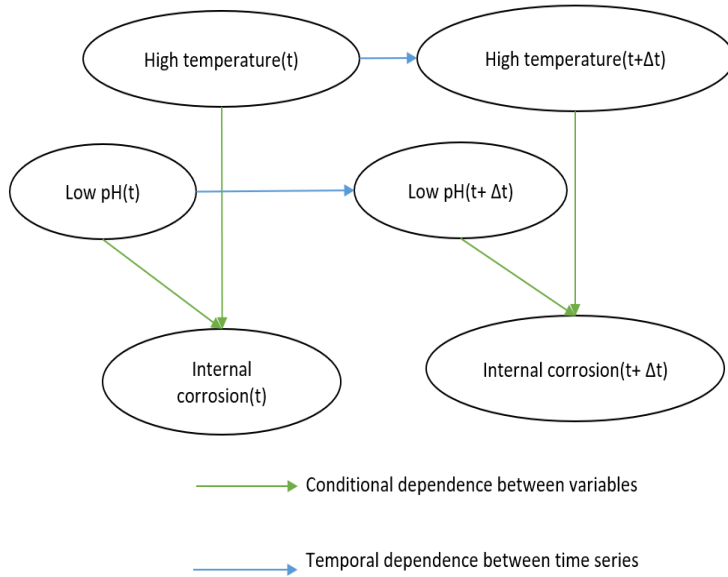 High temperature(t)
High temperature(t+Δt)
Low pH(t)
Low pH(t+ Δt)
Internal
corrosion(t)
Internal corrosion(t+ Δt)
Conditional dependence between variables
Temporal dependence between time series